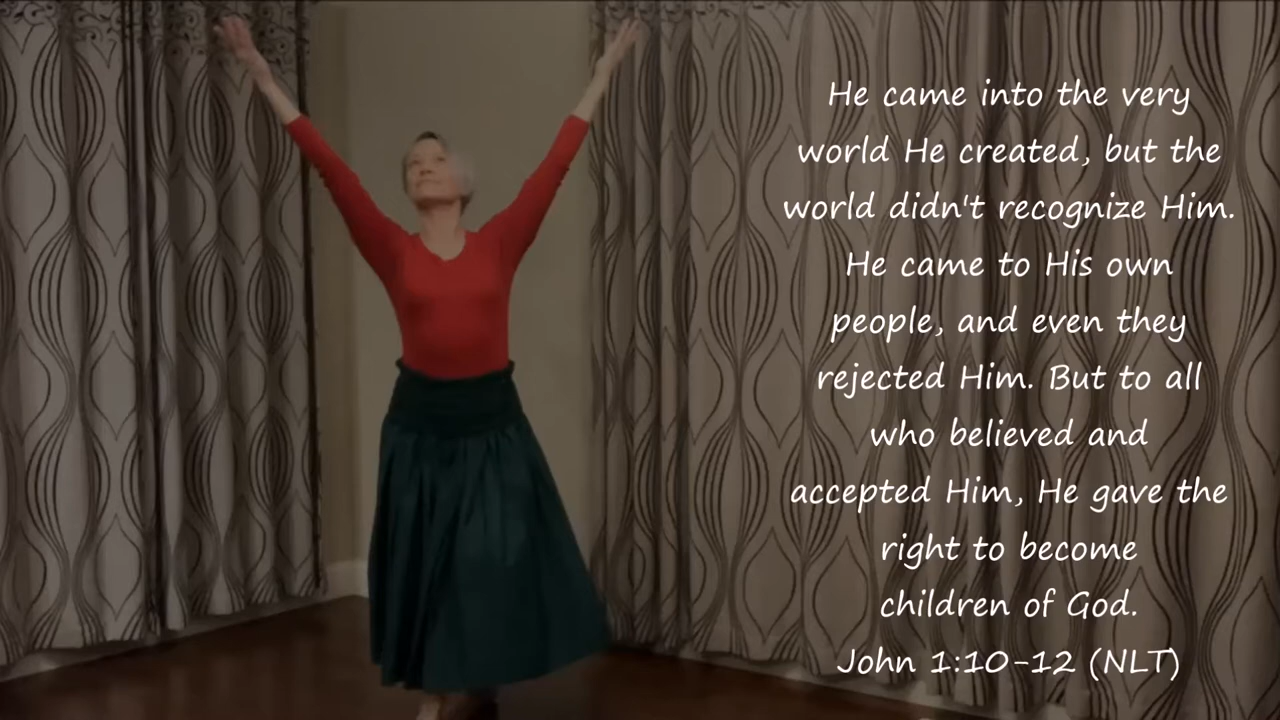 He came into the very
world He created, but the
world didn't recognize Him.
He came to His own
people, and even they
rejected Him. But to all
who believed and
accepted Him, He gave the
right to become
children of God.
John 1:10-12 (NLT)